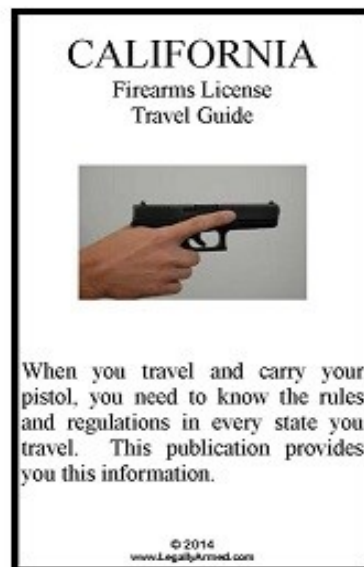 CALIFORNIA
Firearms License
Travel Guide
When you travel and carry your
pistol, you need to know the rules
and regulations in every state you
travel. This publication provides
you this information.
© 2014
www.LegallyArmed.com